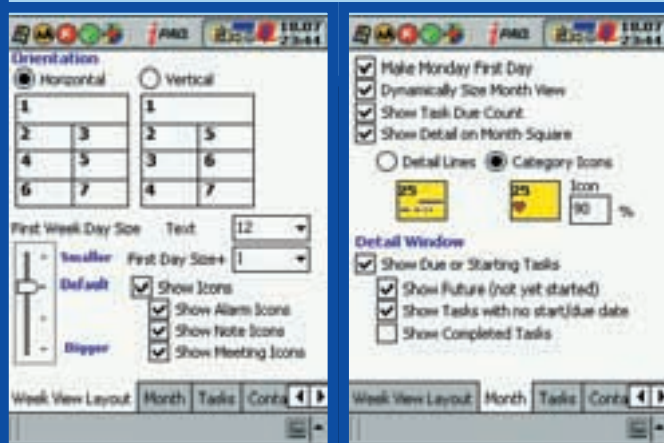 iPAQ 18.07
23:44
Orientation
Horizontal Vertical
1 1
2 3 2 5
4 5 3 6
6 7 4 7
First Week Day Size Text 12
Smaller First Day Size+ 1
Default Show Icons
Show Alarm Icons
Show Note Icons
Bigger Show Meeting Icons
Week View Layout Month Tasks Conta
iPAQ 18.07
23:44
Make Monday First Day
Dynamically Size Month View
Show Task Due Count
Show Detail on Month Square
Detail Lines Category Icons
25 25 Icon
90 %
Detail Window
Show Due or Starting Tasks
Show Future (not yet started)
Show Tasks with no start/due date
Show Completed Tasks
Week View Layout Month Tasks Conta